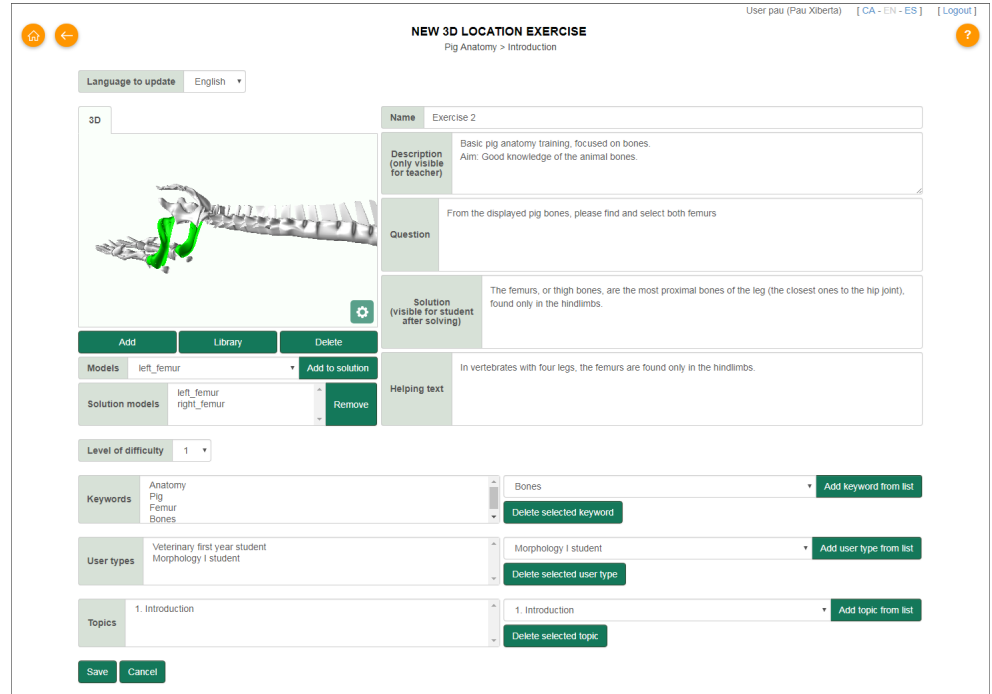 User pau (Pau Xiberta) [ CA - EN - ES ] [ Logout ]
NEW 3D LOCATION EXERCISE
Pig Anatomy > Introduction
?
Language to update English
3D
Name Exercise 2
Description
(only visible
for teacher)
Basic pig anatomy training, focused on bones.
Aim: Good knowledge of the animal bones.
Question
From the displayed pig bones, please find and select both femurs
Solution
(visible for student
after solving)
The femurs, or thigh bones, are the most proximal bones of the leg (the closest ones to the hip joint),
found only in the hindlimbs.
Add Library Delete
Models left_femur Add to solution
Solution models
left_femur
right_femur
Remove
Helping text
In vertebrates with four legs, the femurs are found only in the hindlimbs.
Level of difficulty 1
Keywords
Anatomy
Pig
Femur
Bones
Bones Add keyword from list
Delete selected keyword
User types
Veterinary first year student
Morphology I student
Morphology I student Add user type from list
Delete selected user type
Topics
1. Introduction
1. Introduction Add topic from list
Delete selected topic
Save Cancel